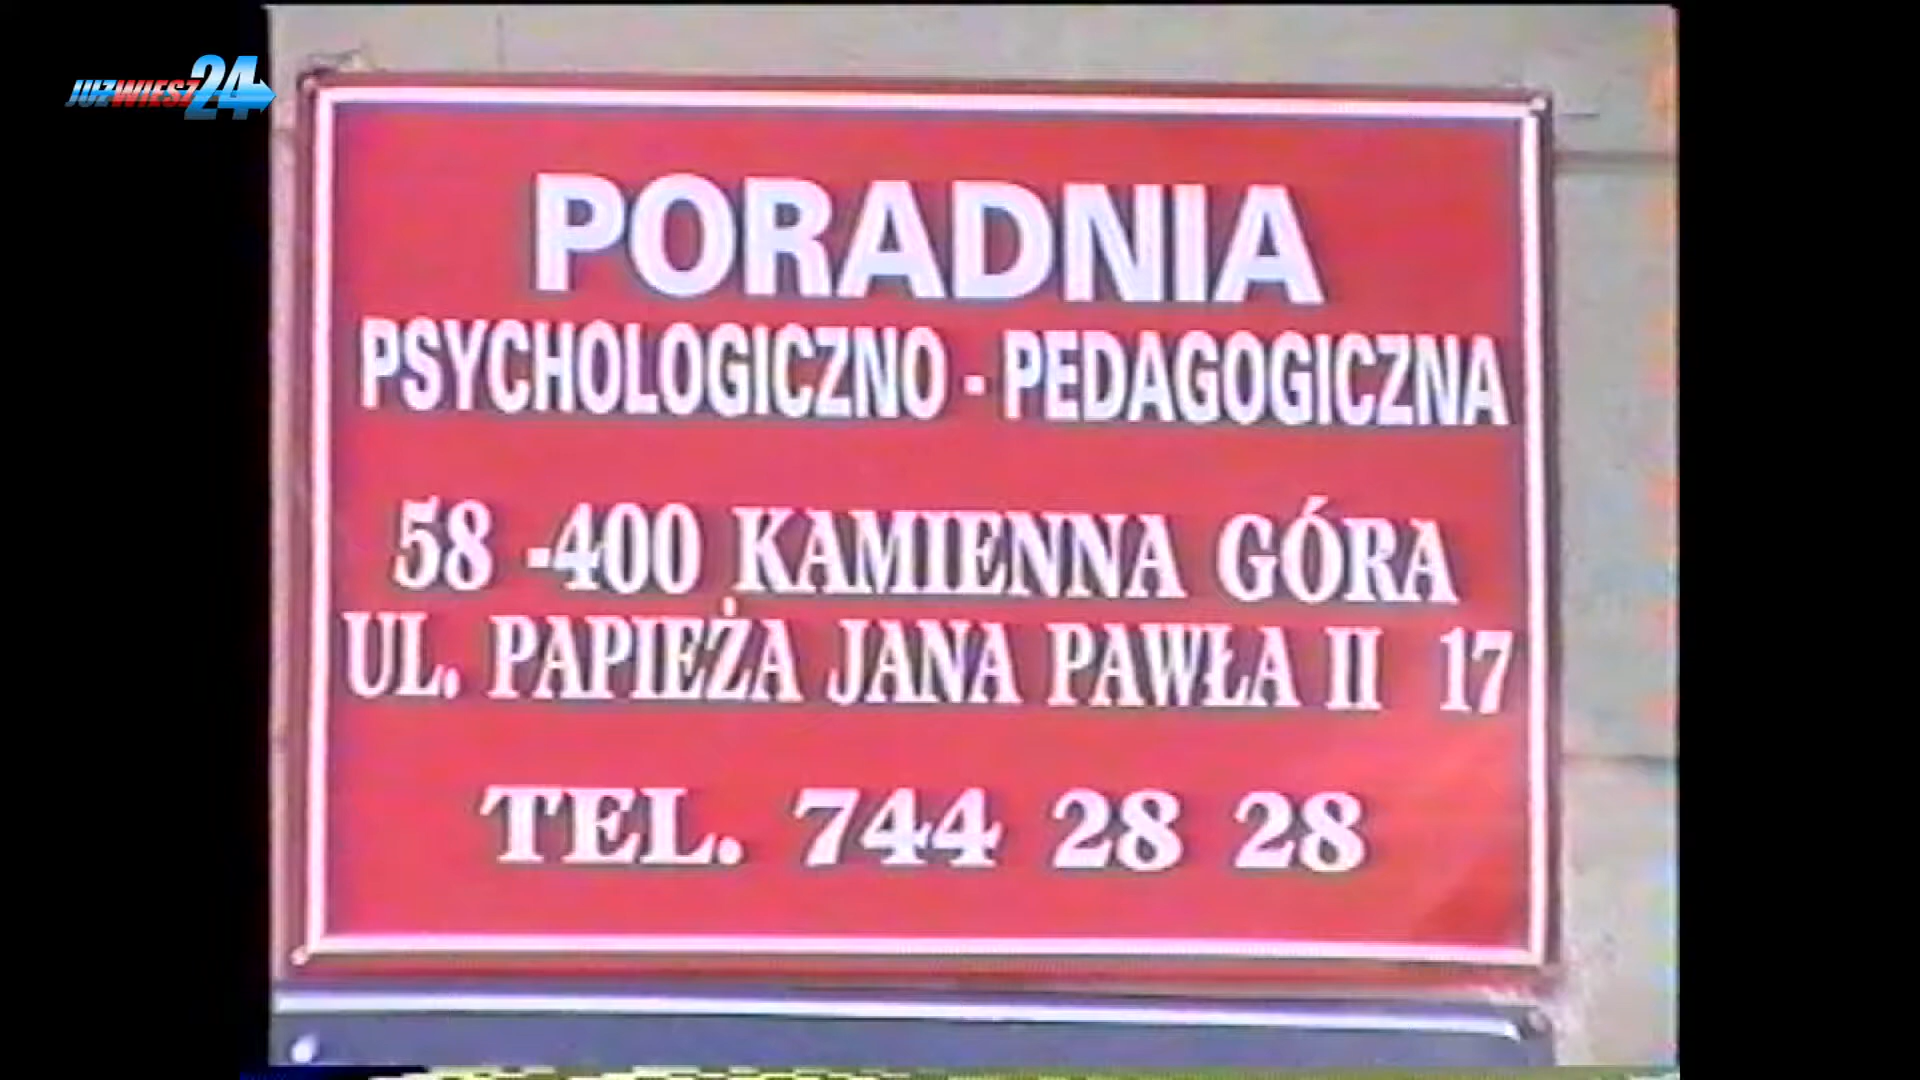 JUŻWIESZ24
PORADNIA
PSYCHOLOGICZNO - PEDAGOGICZNA
58 -400 KAMIENNA GÓRA
UL. PAPIEŻA JANA PAWŁA II 17
TEL. 744 28 28